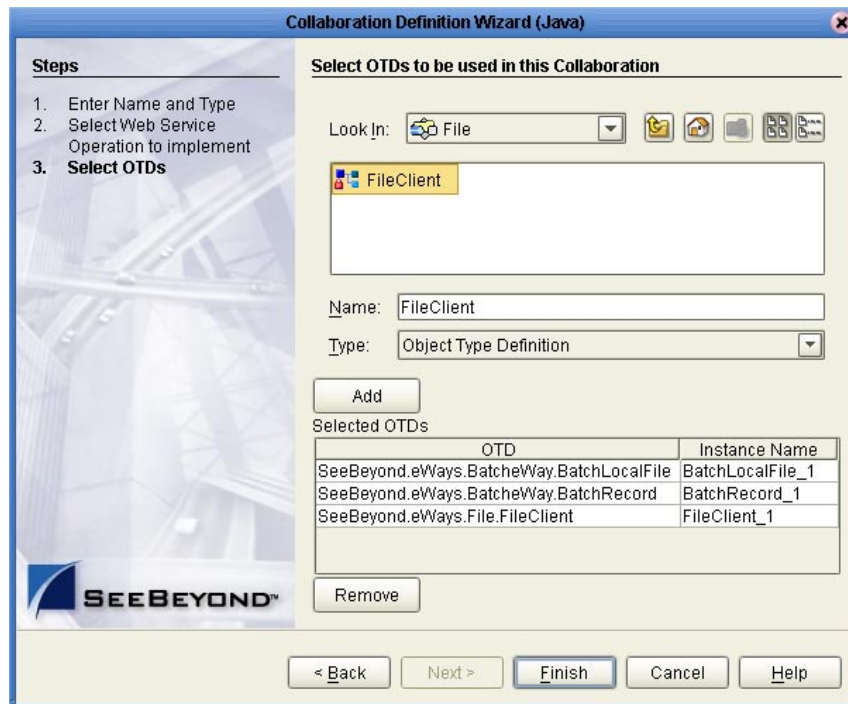 Collaboration Definition Wizard (Java)
Steps
1. Enter Name and Type
2. Select Web Service
Operation to implement
3. Select OTDs
SEEBEYOND™
Select OTDs to be used in this Collaboration
Look In: File
FileClient
Name: FileClient
Type: Object Type Definition
Add
Selected OTDs
OTD Instance Name
SeeBeyond.eWays.BatcheWay.BatchLocalFile BatchLocalFile_1
SeeBeyond.eWays.BatcheWay.BatchRecord BatchRecord_1
SeeBeyond.eWays.File.FileClient FileClient_1
Remove
< Back Next > Finish Cancel Help